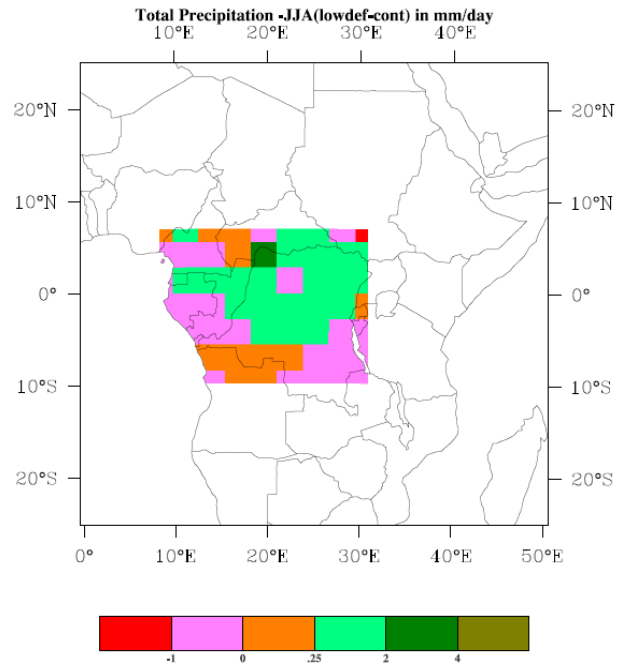 Total Precipitation -JJA(lowdef-cont) in mm/day
10°E 20°E 30°E 40°E
20°N 20°N
10°N 10°N
0° 0°
10°S 10°S
20°S 20°S
0° 10°E 20°E 30°E 40°E 50°E
-1 0 .25 2 4